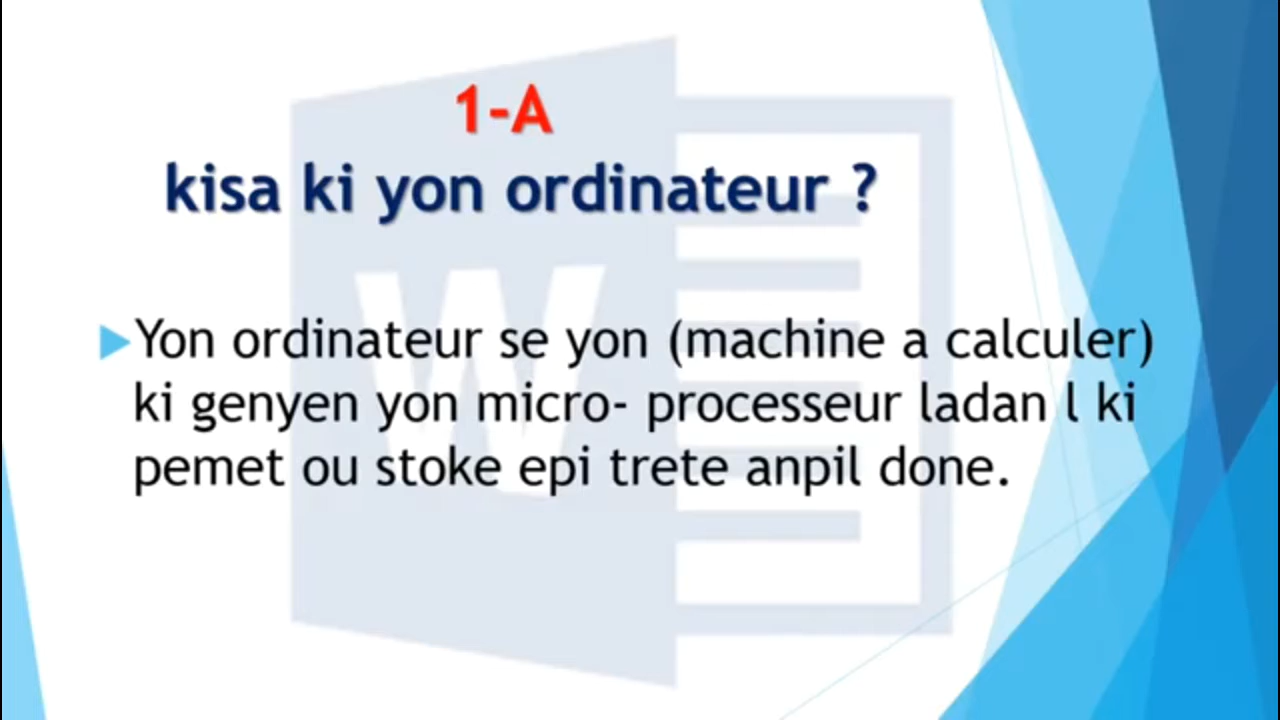 1-A
kisa ki yon ordinateur ?
Yon ordinateur se yon (machine a calculer)
ki genyen yon micro- processeur ladan l ki
pemet ou stoke epi trete anpil done.
W